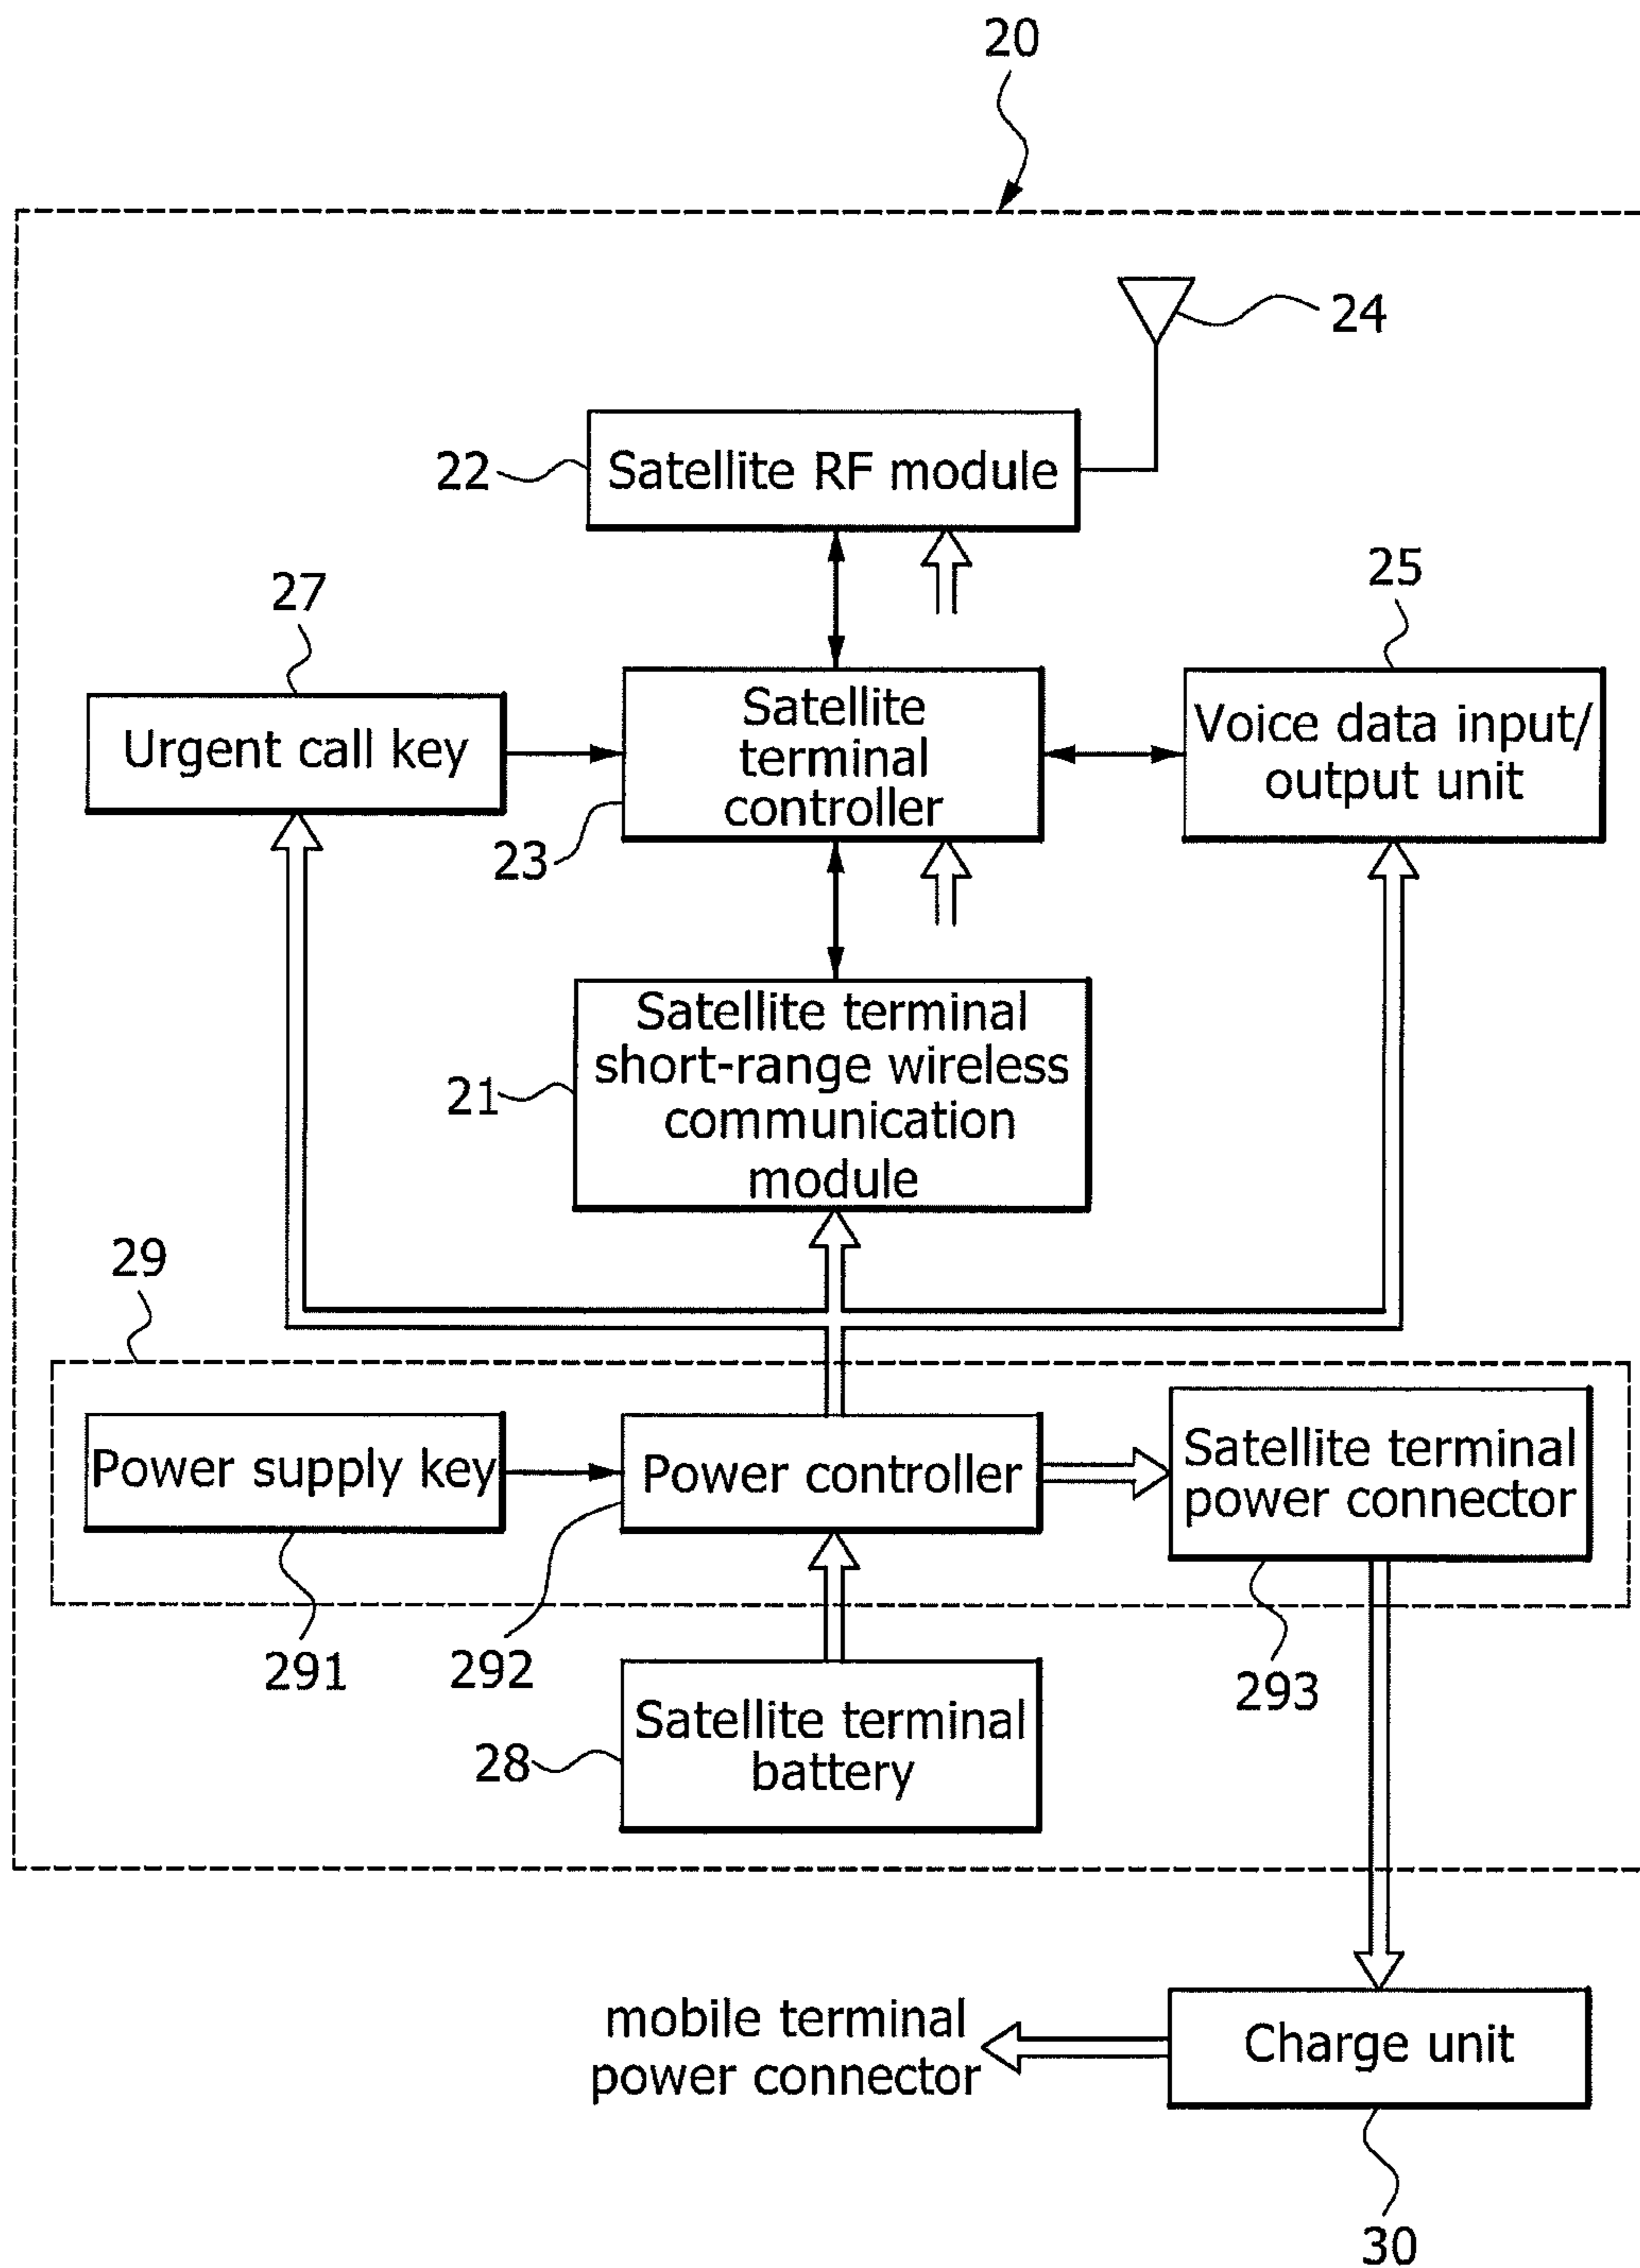 20
24
22
Satellite RF module
27
25
Urgent call key
Satellite
terminal
controller
Voice data input/
output unit
23
Satellite terminal
short-range wireless
communication
module
21
29
Power supply key
Power controller
Satellite terminal
power connector
291
292
293
Satellite terminal
battery
28
mobile terminal
power connector
Charge unit
30